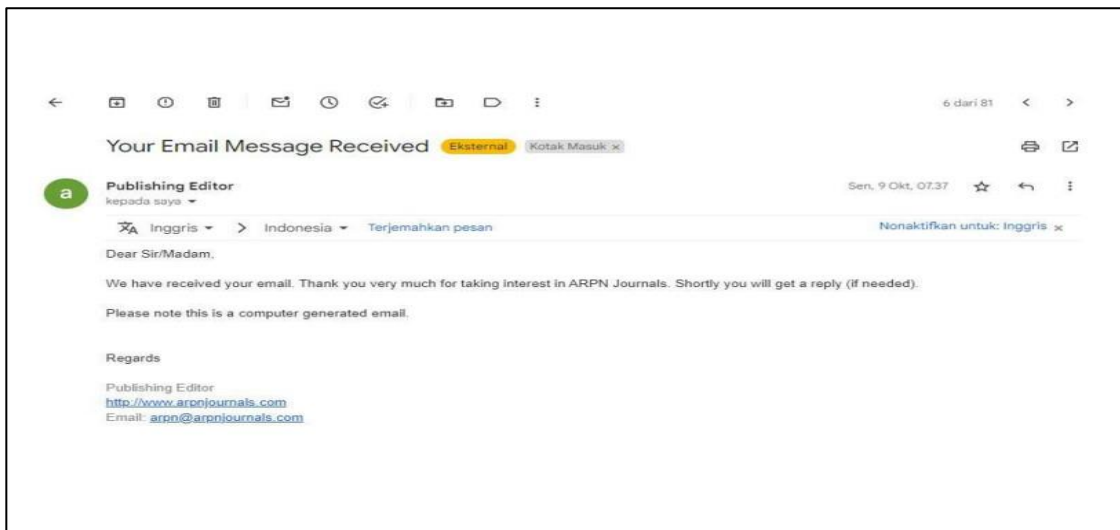 6 dari 81
Your Email Message Received Eksternal Kotak Masuk ×
a
Publishing Editor Sen, 9 Okt, 07.37
kepada saya
Inggris > Indonesia Terjemahkan pesan Nonaktifkan untuk: Inggris ×
Dear Sir/Madam,
We have received your email. Thank you very much for taking interest in ARPN Journals. Shortly you will get a reply (if needed).
Please note this is a computer generated email.
Regards
Publishing Editor
http://www.arpnjournals.com
Email: arpn@arpnjournals.com